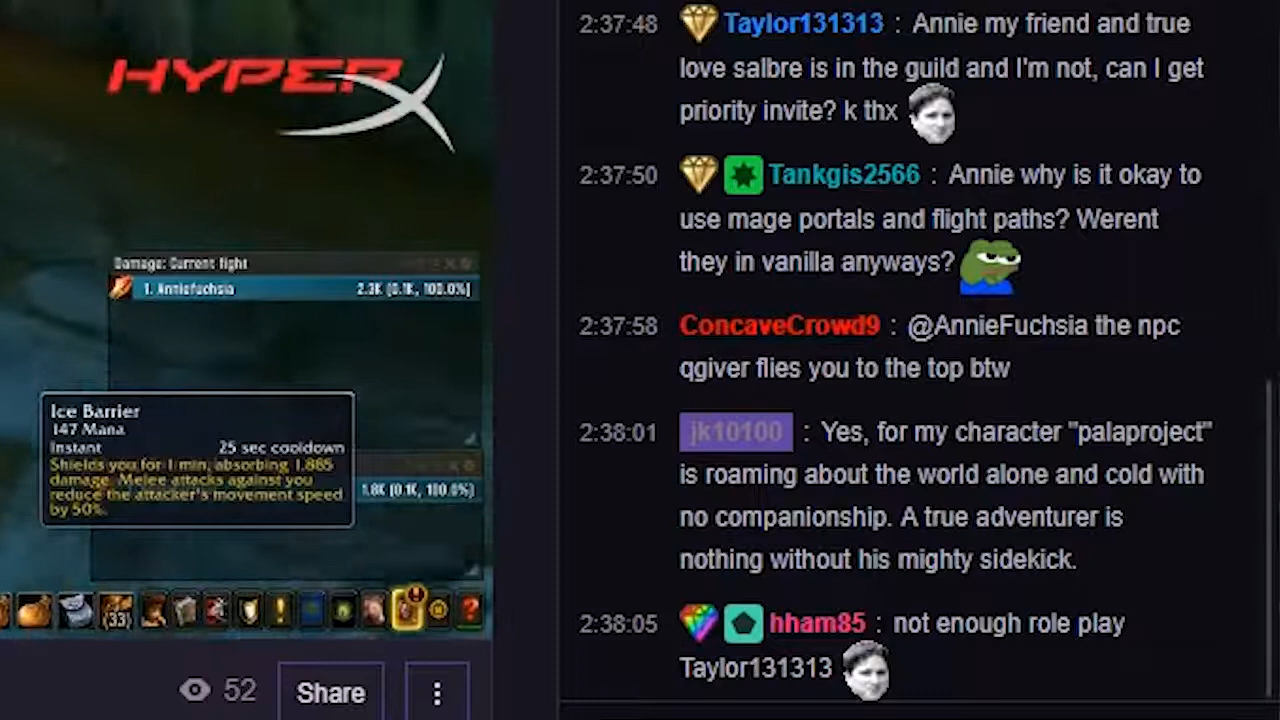 HYPERX
Damage: Current fight
1. Anniefuchsia 2.3K (0.1K, 100.0%)
Ice Barrier
147 Mana
Instant 25 sec cooldown
Shields you for 1 min, absorbing 1,885
damage. Melee attacks against you
reduce the attacker's movement speed
by 50%.
1.8K (0.1K, 100.0%)
(33)
52
Share
2:37:48 Taylor131313 : Annie my friend and true
love salbre is in the guild and I'm not, can I get
priority invite? k thx
2:37:50 Tankgis2566 : Annie why is it okay to
use mage portals and flight paths? Werent
they in vanilla anyways?
2:37:58 ConcaveCrowd9 : @AnnieFuchsia the npc
qgiver flies you to the top btw
2:38:01 jk10100 : Yes, for my character "palaproject"
is roaming about the world alone and cold with
no companionship. A true adventurer is
nothing without his mighty sidekick.
2:38:05 hham85 : not enough role play
Taylor131313